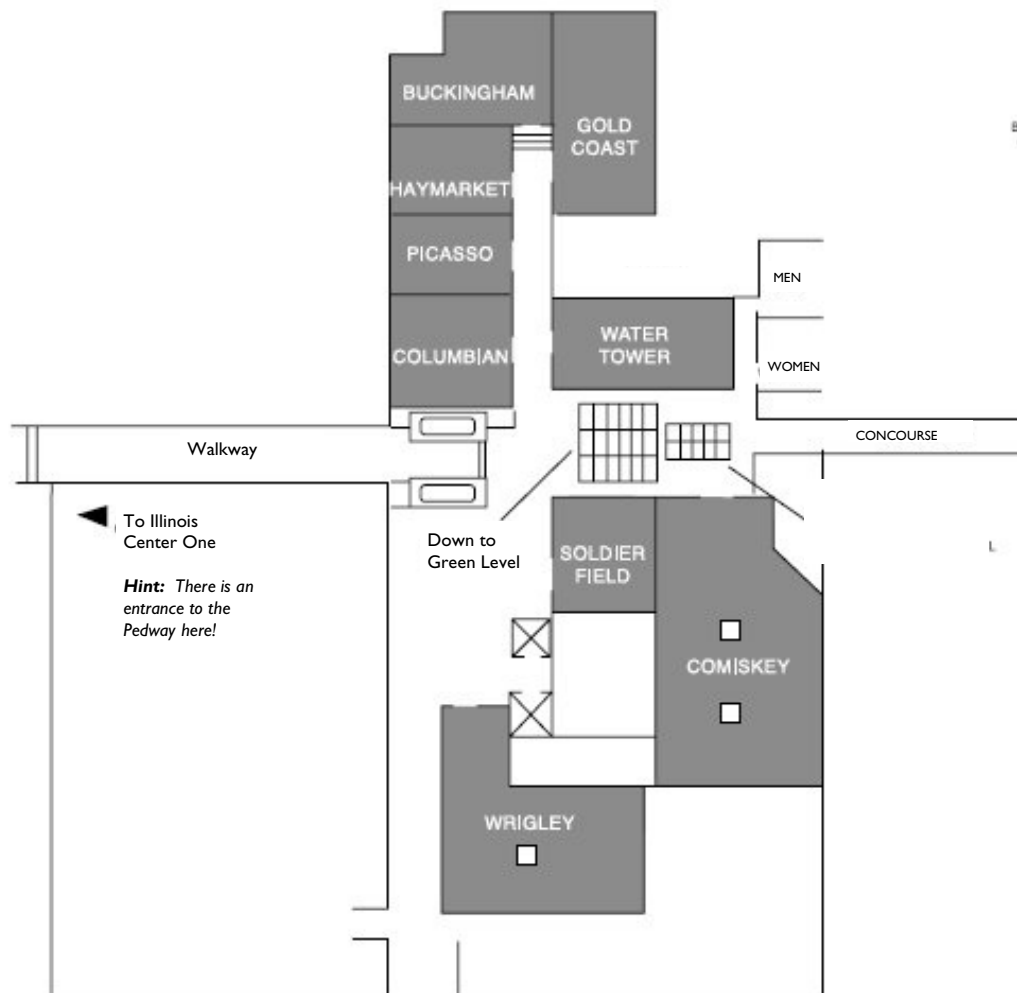 BUCKINGHAM
GOLD
COAST
HAYMARKET
PICASSO
MEN
WATER
TOWER
COLUMBIAN
WOMEN
Walkway
CONCOURSE
To Illinois
Center One
Down to
Green Level
SOLDIER
FIELD
Hint: There is an
entrance to the
Pedway here!
COMISKEY
WRIGLEY
L